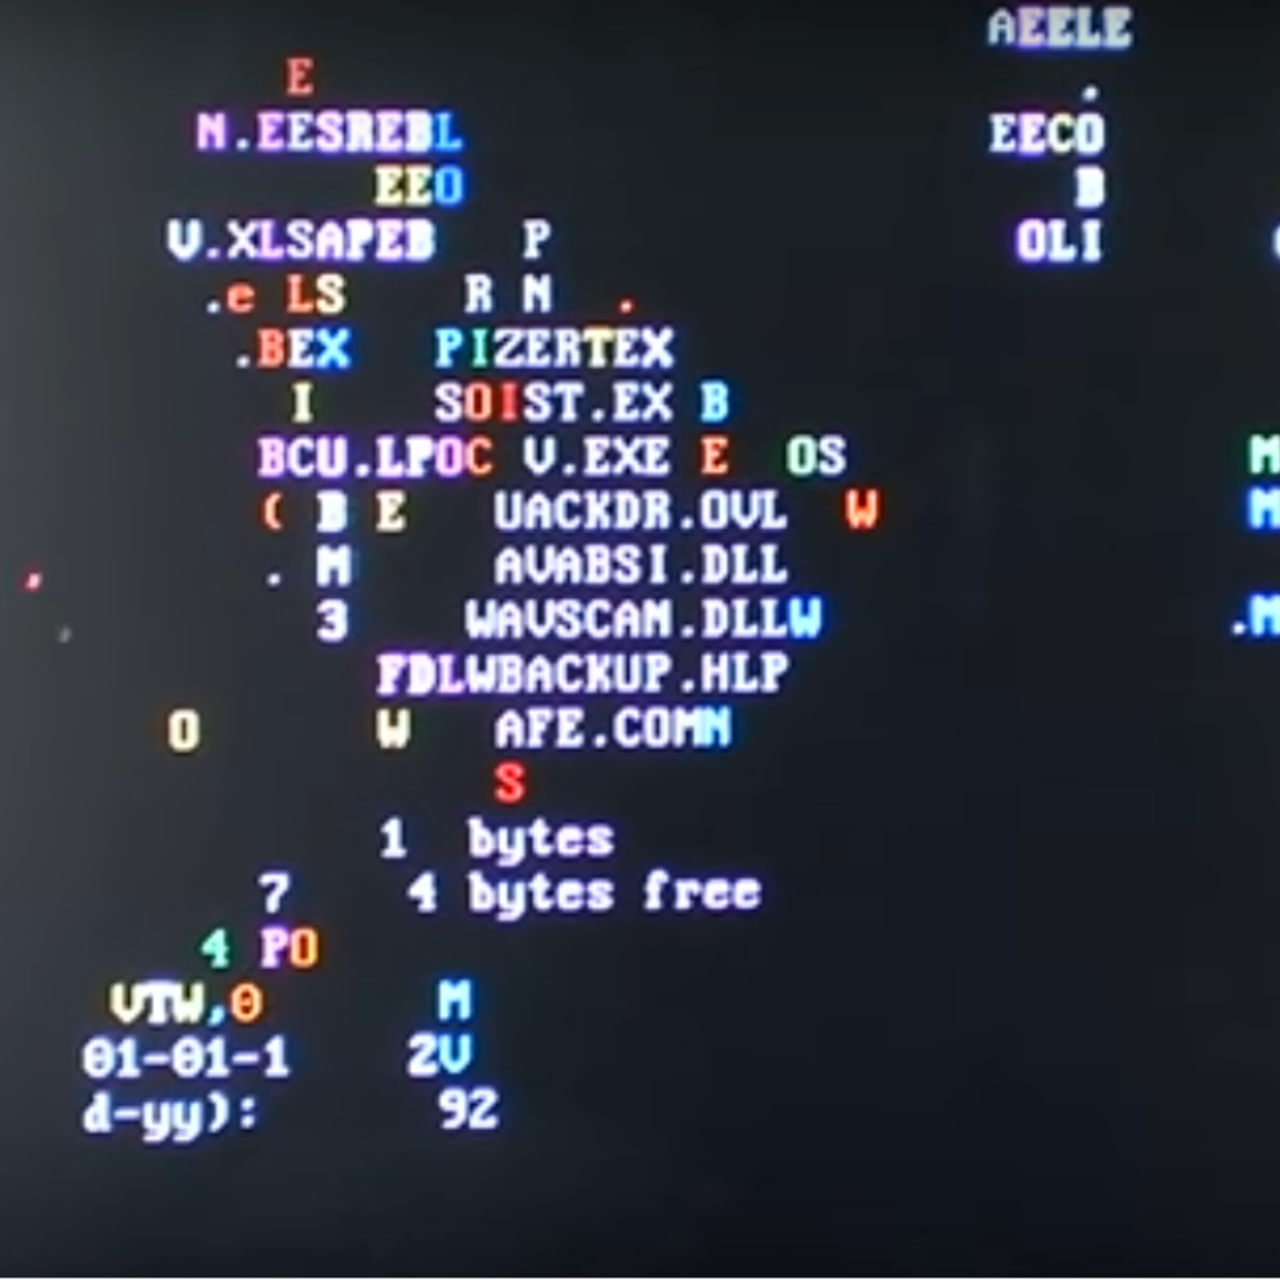 AEELE
E .
N.EESREBL EECO
EEO B
V.XLSAPEB P OLI
.e LS R N .
.BEX PIZERTEX
I SOIST.EX B
BCU.LPOC V.EXE E OS M
( B E UACKDR.OVL W M
, . M AVABSI.DLL
3 WAVSCAN.DLLW .M
FDLWBACKUP.HLP
O W AFE.COMN
S
1 bytes
7 4 bytes free
4 PO
VTW,0 M
01-01-1 2V
d-yy): 92